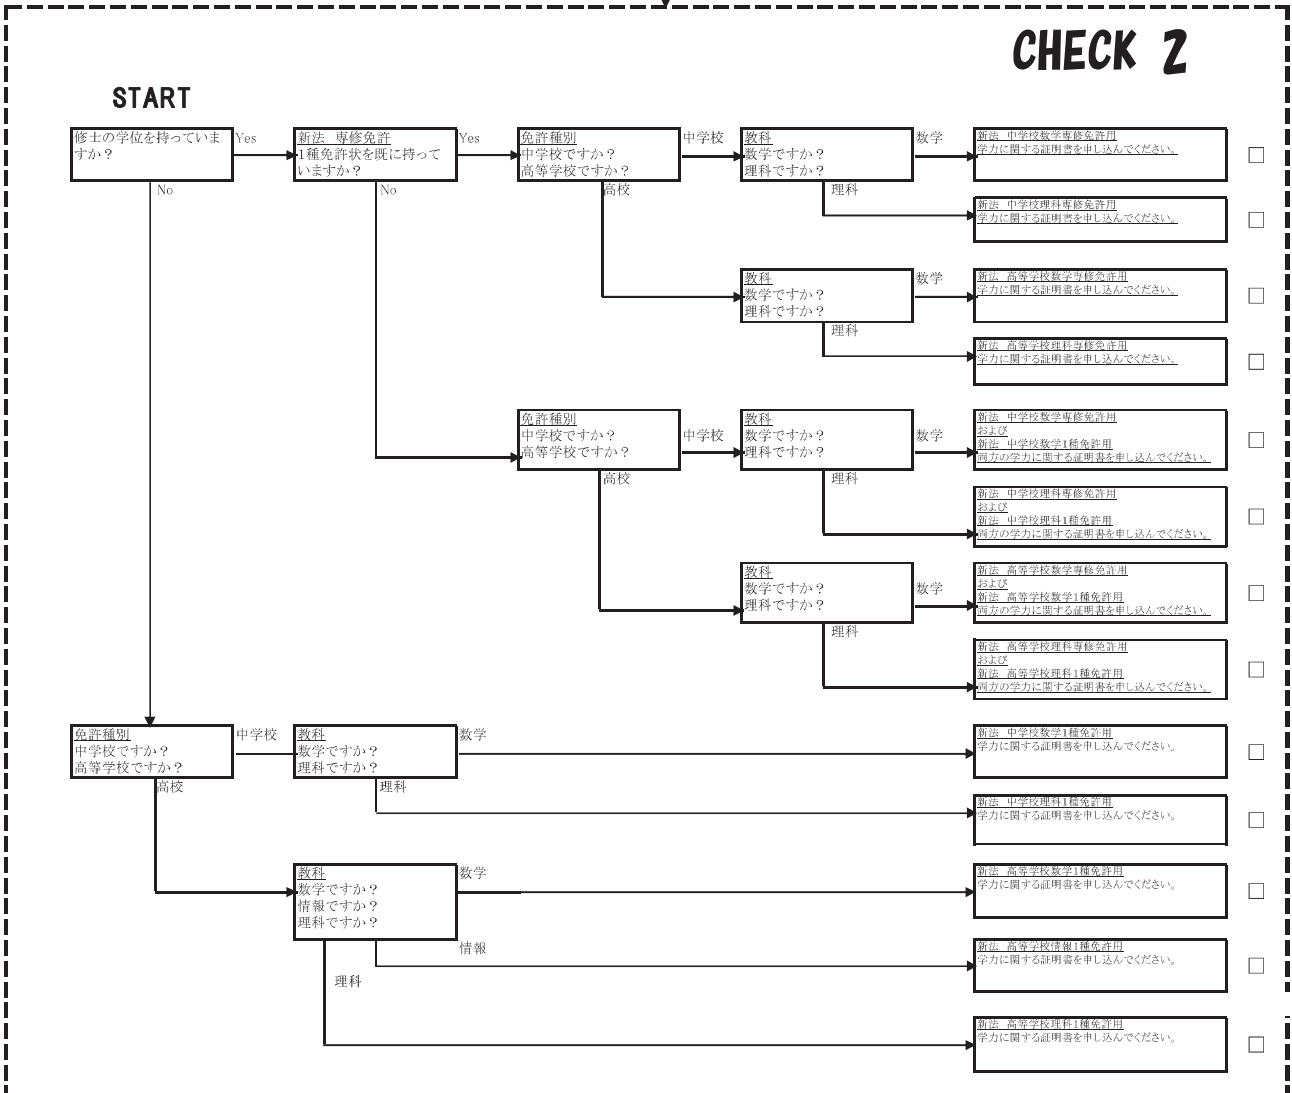 CHECK 2
START
修士の学位を持っていま
すか？
Yes
新法　専修免許
1種免許状を既に持って
いますか？
Yes
免許種別
中学校ですか？
高等学校ですか？
中学校
教科
数学ですか？
理科ですか？
数学
新法　中学校数学専修免許用
学力に関する証明書を申し込んでください。
No
No
高校
理科
新法　中学校理科専修免許用
学力に関する証明書を申し込んでください。
教科
数学ですか？
理科ですか？
数学
新法　高等学校数学専修免許用
学力に関する証明書を申し込んでください。
理科
新法　高等学校理科専修免許用
学力に関する証明書を申し込んでください。
免許種別
中学校ですか？
高等学校ですか？
中学校
教科
数学ですか？
理科ですか？
数学
新法　中学校数学専修免許用
および
新法　中学校数学1種免許用
両方の学力に関する証明書を申し込んでください。
高校
理科
新法　中学校理科専修免許用
および
新法　中学校理科1種免許用
両方の学力に関する証明書を申し込んでください。
教科
数学ですか？
理科ですか？
数学
新法　高等学校数学専修免許用
および
新法　高等学校数学1種免許用
両方の学力に関する証明書を申し込んでください。
理科
新法　高等学校理科専修免許用
および
新法　高等学校理科1種免許用
両方の学力に関する証明書を申し込んでください。
免許種別
中学校ですか？
高等学校ですか？
中学校
教科
数学ですか？
理科ですか？
数学
新法　中学校数学1種免許用
学力に関する証明書を申し込んでください。
高校
理科
新法　中学校理科1種免許用
学力に関する証明書を申し込んでください。
教科
数学ですか？
情報ですか？
理科ですか？
数学
新法　高等学校数学1種免許用
学力に関する証明書を申し込んでください。
情報
新法　高等学校情報1種免許用
学力に関する証明書を申し込んでください。
理科
新法　高等学校理科1種免許用
学力に関する証明書を申し込んでください。